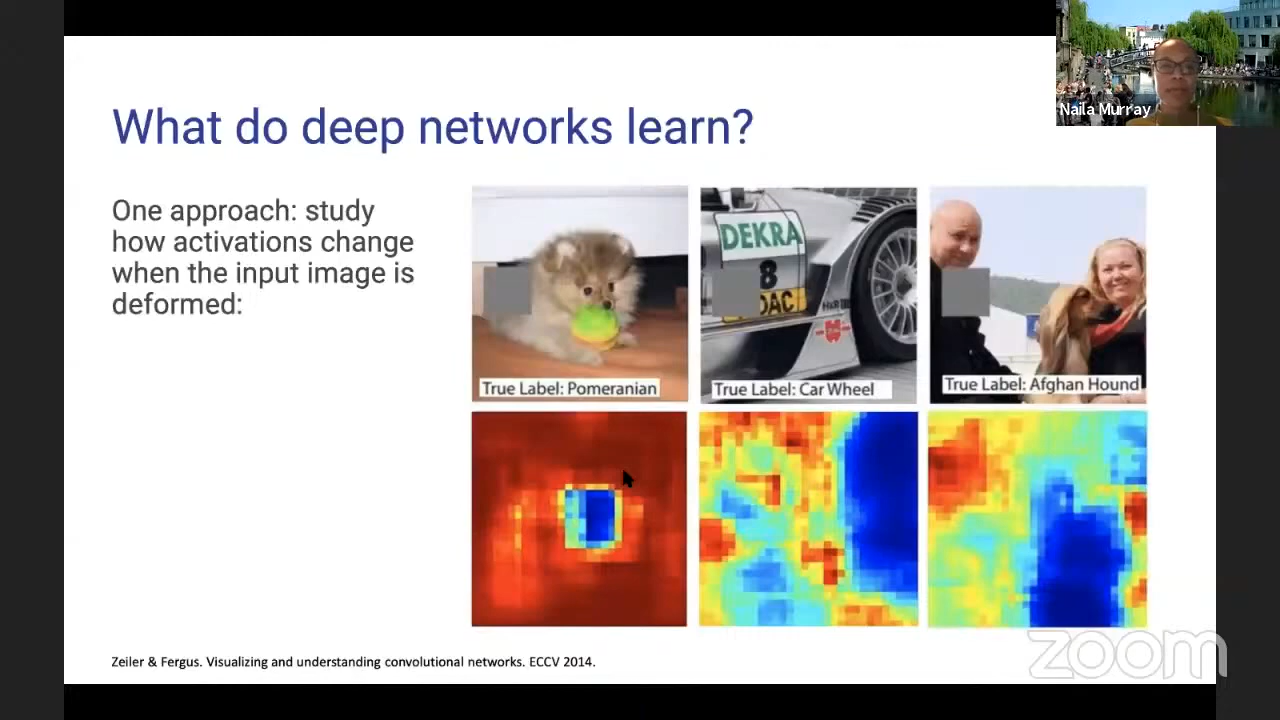 Naila Murray
What do deep networks learn?
One approach: study
how activations change
when the input image is
deformed:
DEKRA
8
DAC
True Label: Pomeranian
True Label: Car Wheel
True Label: Afghan Hound
Zeiler & Fergus. Visualizing and understanding convolutional networks. ECCV 2014.
zoom